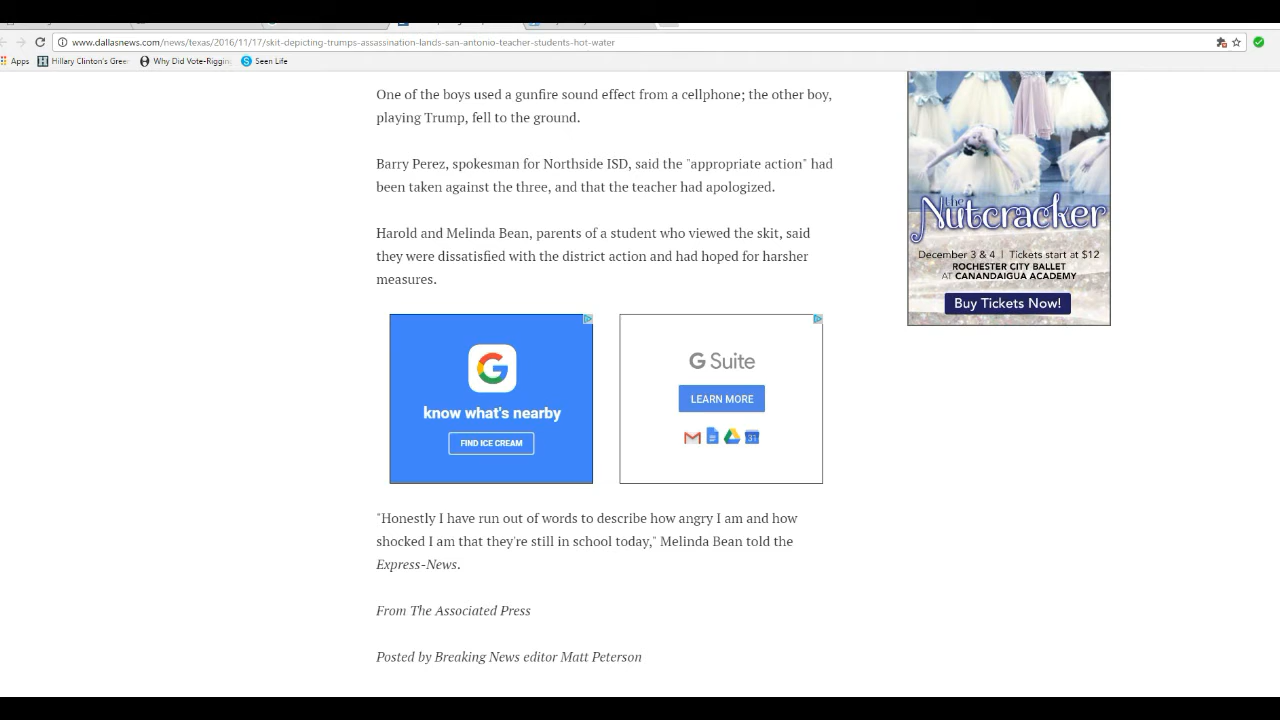 www.dallasnews.com/news/texas/2016/11/17/skit-depicting-trumps-assassination-lands-san-antonio-teacher-students-hot-water
Apps Hillary Clinton's Gree Why Did Vote-Riggin Seen Life
One of the boys used a gunfire sound effect from a cellphone; the other boy,
playing Trump, fell to the ground.
Barry Perez, spokesman for Northside ISD, said the "appropriate action" had
been taken against the three, and that the teacher had apologized.
Harold and Melinda Bean, parents of a student who viewed the skit, said
they were dissatisfied with the district action and had hoped for harsher
measures.
know what's nearby
FIND ICE CREAM
G Suite
LEARN MORE
31
"Honestly I have run out of words to describe how angry I am and how
shocked I am that they're still in school today," Melinda Bean told the
Express-News.
From The Associated Press
Posted by Breaking News editor Matt Peterson
the
Nutcracker
December 3 & 4 | Tickets start at $12
ROCHESTER CITY BALLET
AT CANANDAIGUA ACADEMY
Buy Tickets Now!